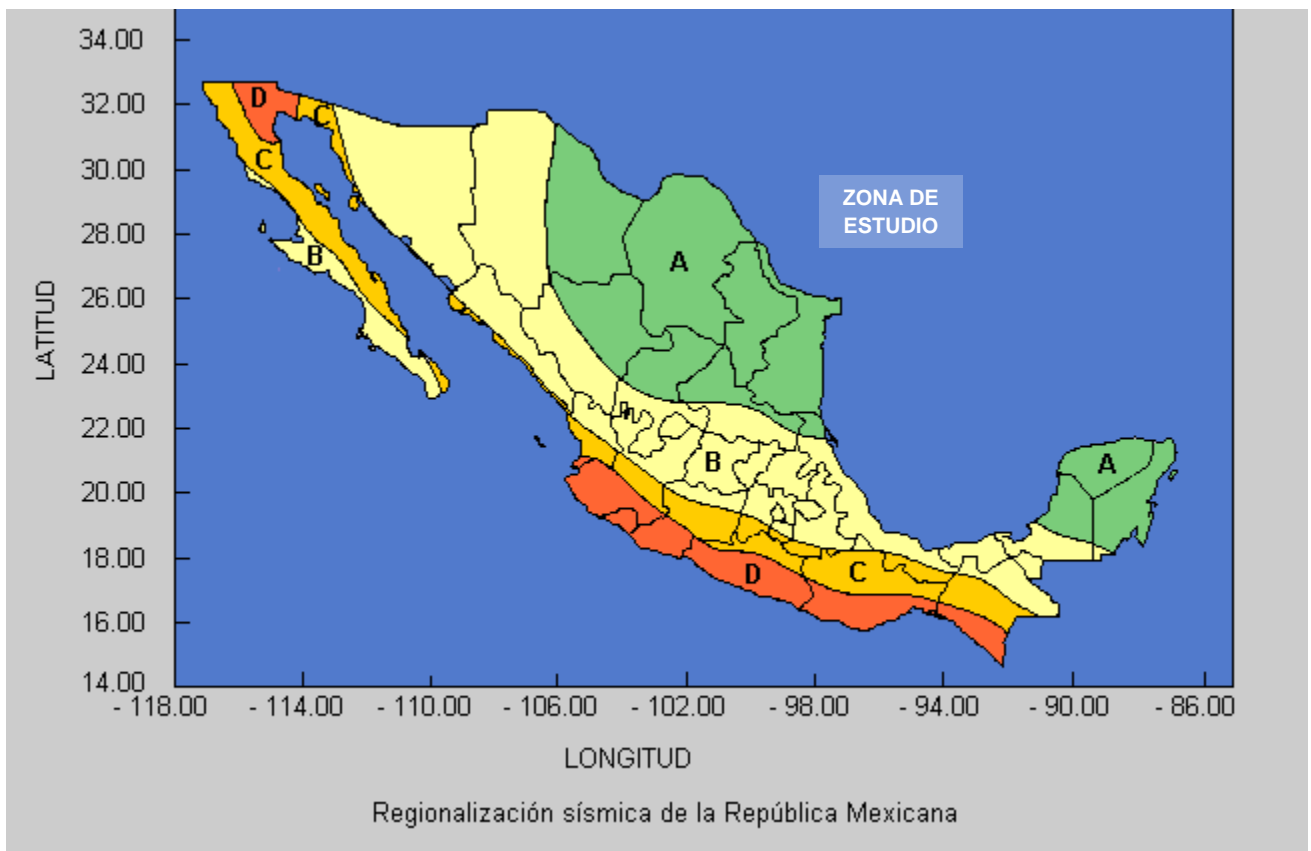 34.00
32.00
30.00
28.00
26.00
24.00
22.00
20.00
18.00
16.00
14.00
LATITUD
D
C
C
B
A
ZONA DE
ESTUDIO
B
A
D
C
- 118.00 - 114.00 - 110.00 - 106.00 - 102.00 - 98.00 - 94.00 - 90.00 - 86.00
LONGITUD
Regionalización sísmica de la República Mexicana